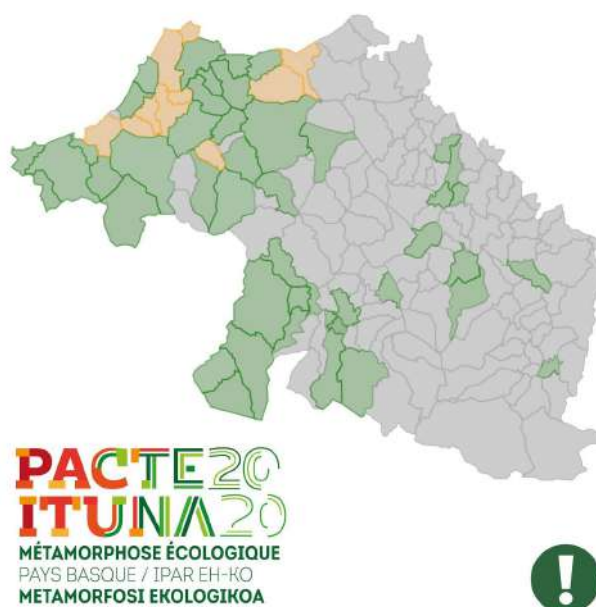 PACTE20
ITUNA20
MÉTAMORPHOSE ÉCOLOGIQUE
PAYS BASQUE / IPAR EH-KO
METAMORFOSI EKOLOGIKOA
!